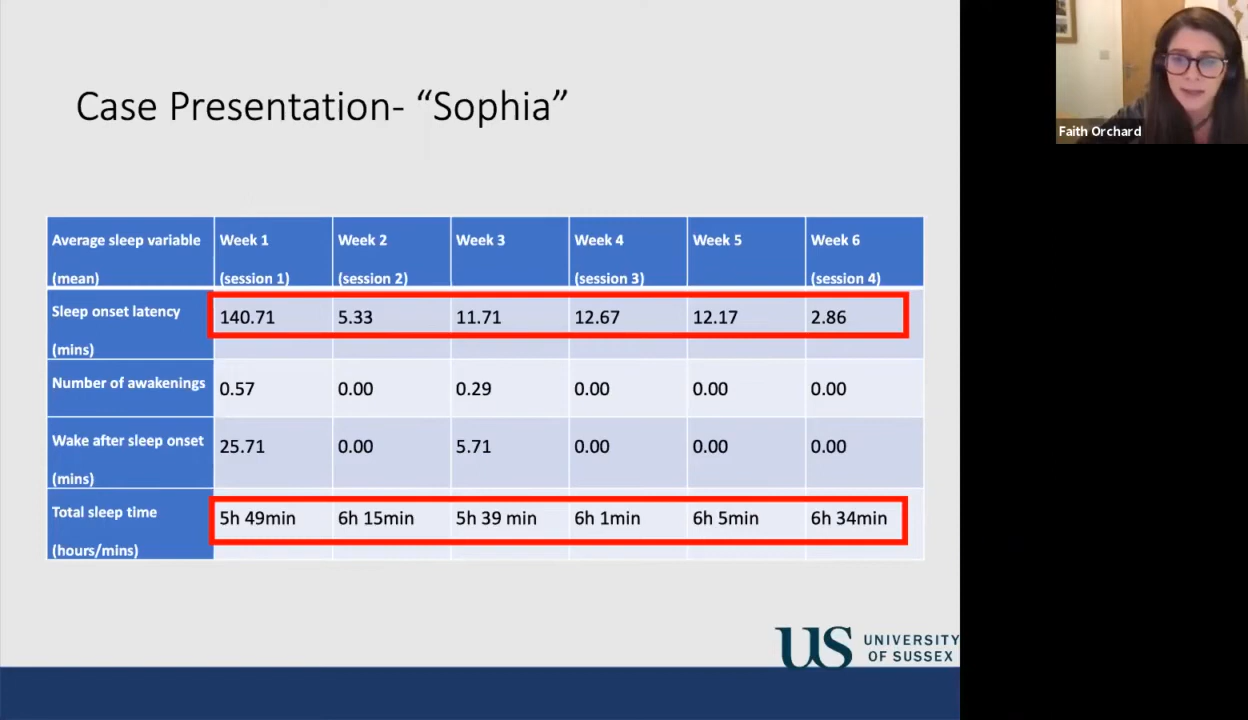 Case Presentation- “Sophia”
Faith Orchard
Average sleep variable (mean) Week 1 (session 1) Week 2 (session 2) Week 3 Week 4 (session 3) Week 5 Week 6 (session 4)
Sleep onset latency (mins) 140.71 5.33 11.71 12.67 12.17 2.86
Number of awakenings 0.57 0.00 0.29 0.00 0.00 0.00
Wake after sleep onset (mins) 25.71 0.00 5.71 0.00 0.00 0.00
Total sleep time (hours/mins) 5h 49min 6h 15min 5h 39 min 6h 1min 6h 5min 6h 34min
US UNIVERSITY
OF SUSSEX